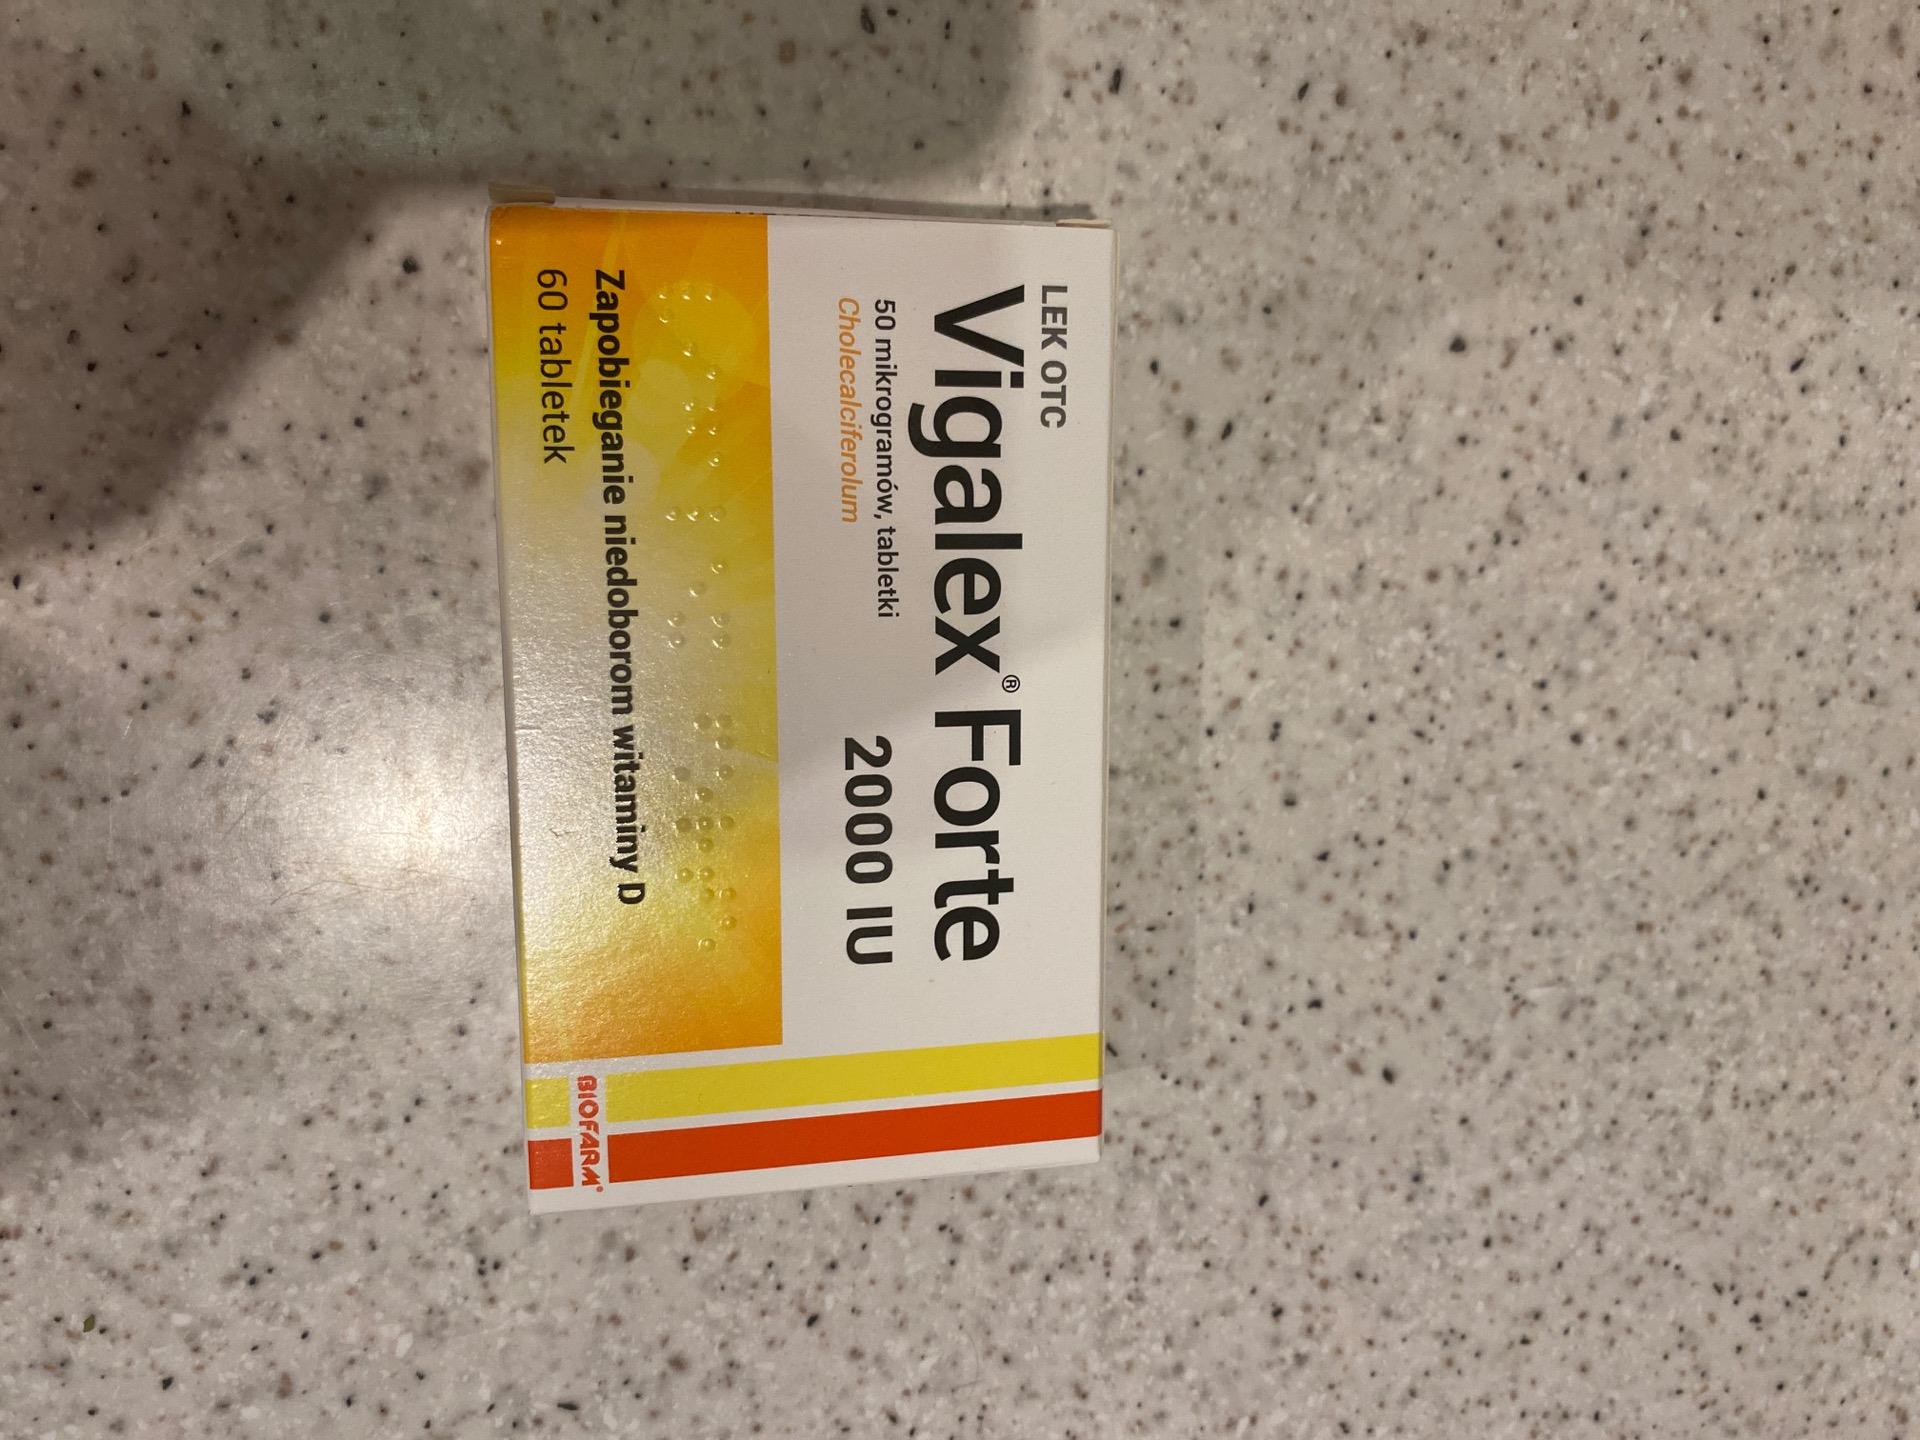 LEK OTC
Vigalex® Forte
50 mikrogramów, tabletki
Cholecalciferolum
2000 IU
Zapobieganie niedoborom witaminy D
60 tabletek
BIOFARM®